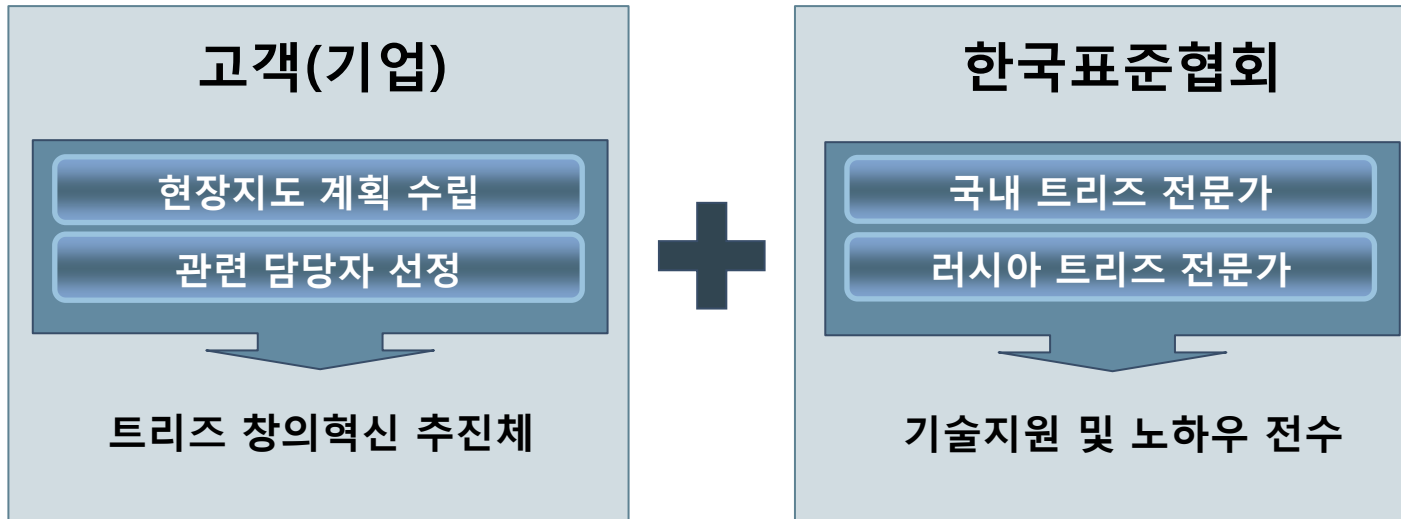 고객(기업)
현장지도 계획 수립
관련 담당자 선정
트리즈 창의혁신 추진체
한국표준협회
국내 트리즈 전문가
러시아 트리즈 전문가
기술지원 및 노하우 전수